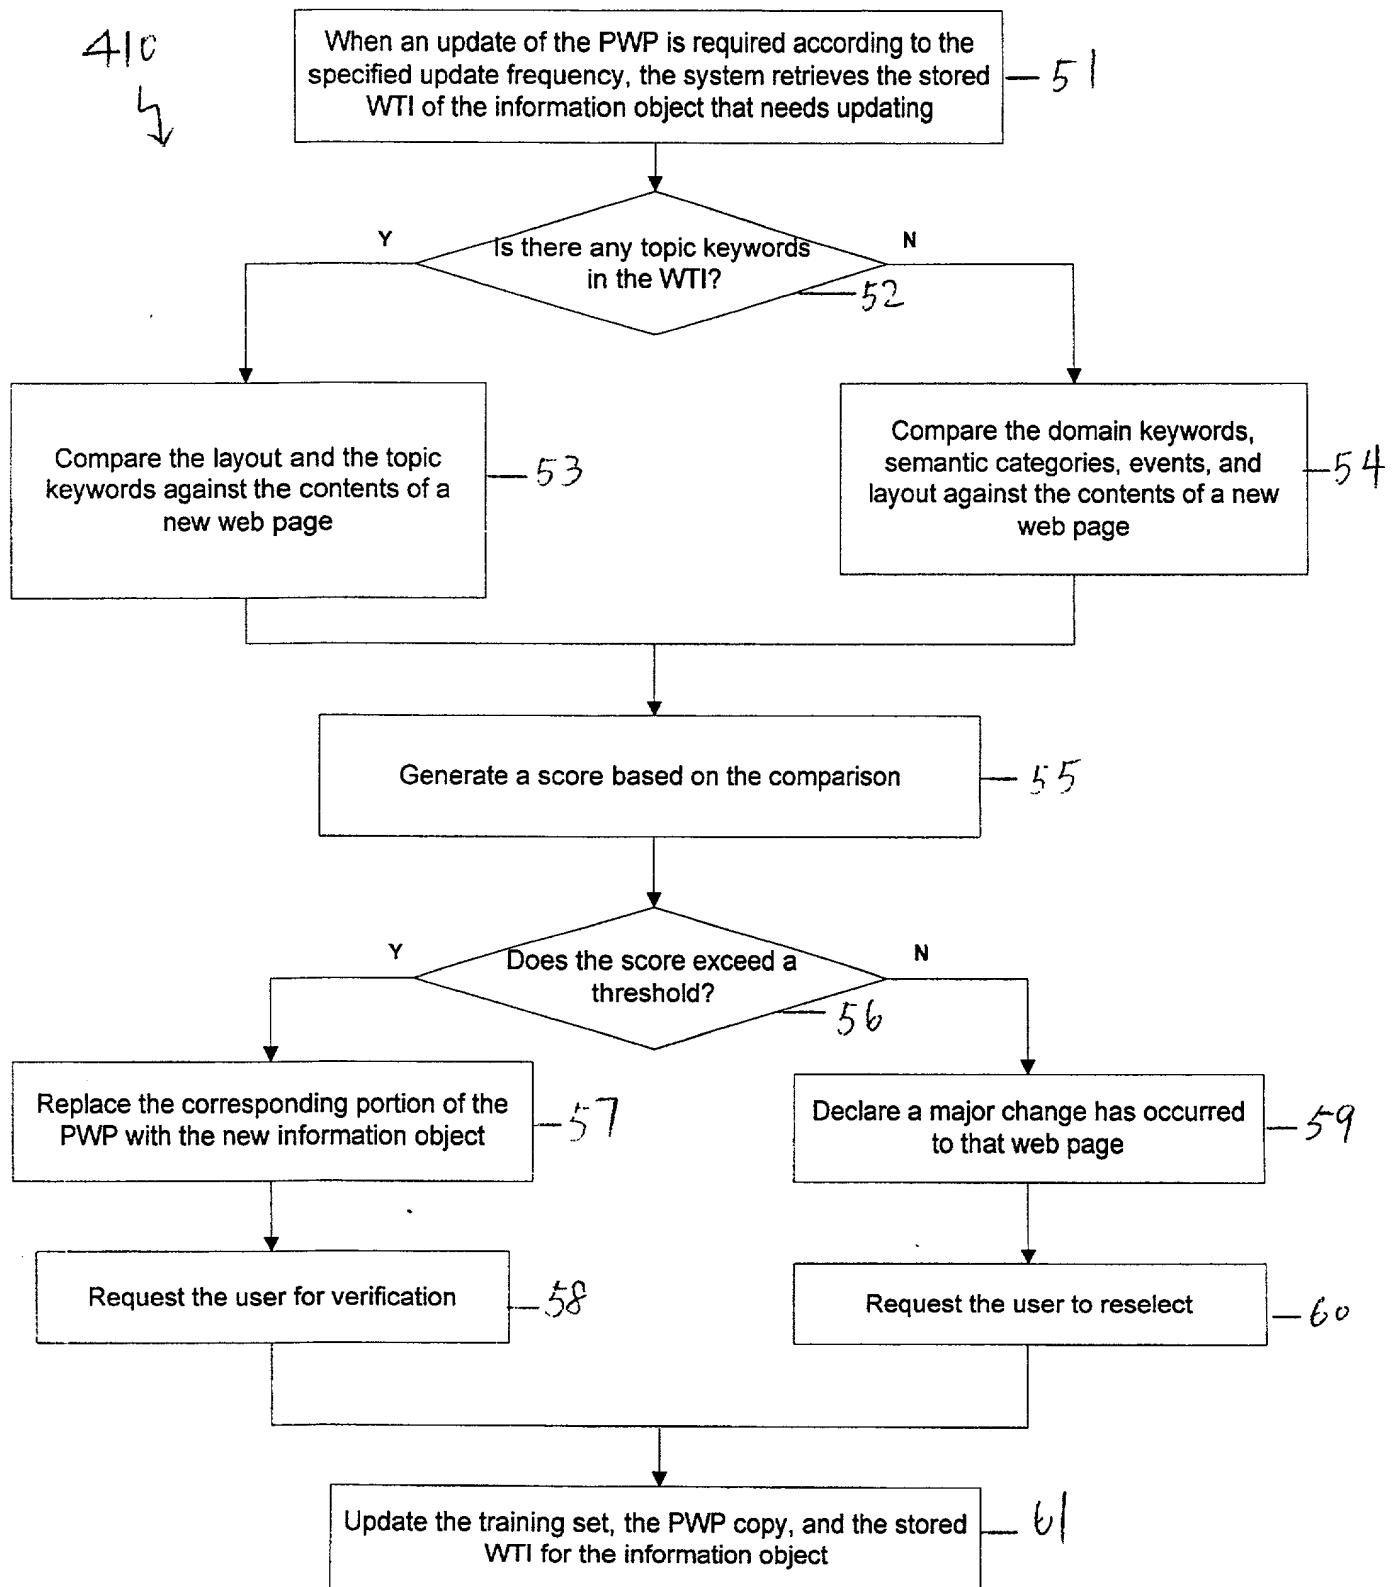 410
When an update of the PWP is required according to the
specified update frequency, the system retrieves the stored
WTI of the information object that needs updating
51
Is there any topic keywords
in the WTI?
Y
N
52
Compare the layout and the topic
keywords against the contents of a
new web page
53
Compare the domain keywords,
semantic categories, events, and
layout against the contents of a new
web page
54
Generate a score based on the comparison
55
Does the score exceed a
threshold?
Y
N
56
Replace the corresponding portion of the
PWP with the new information object
57
Declare a major change has occurred
to that web page
59
Request the user for verification
58
Request the user to reselect
60
Update the training set, the PWP copy, and the stored
WTI for the information object
61